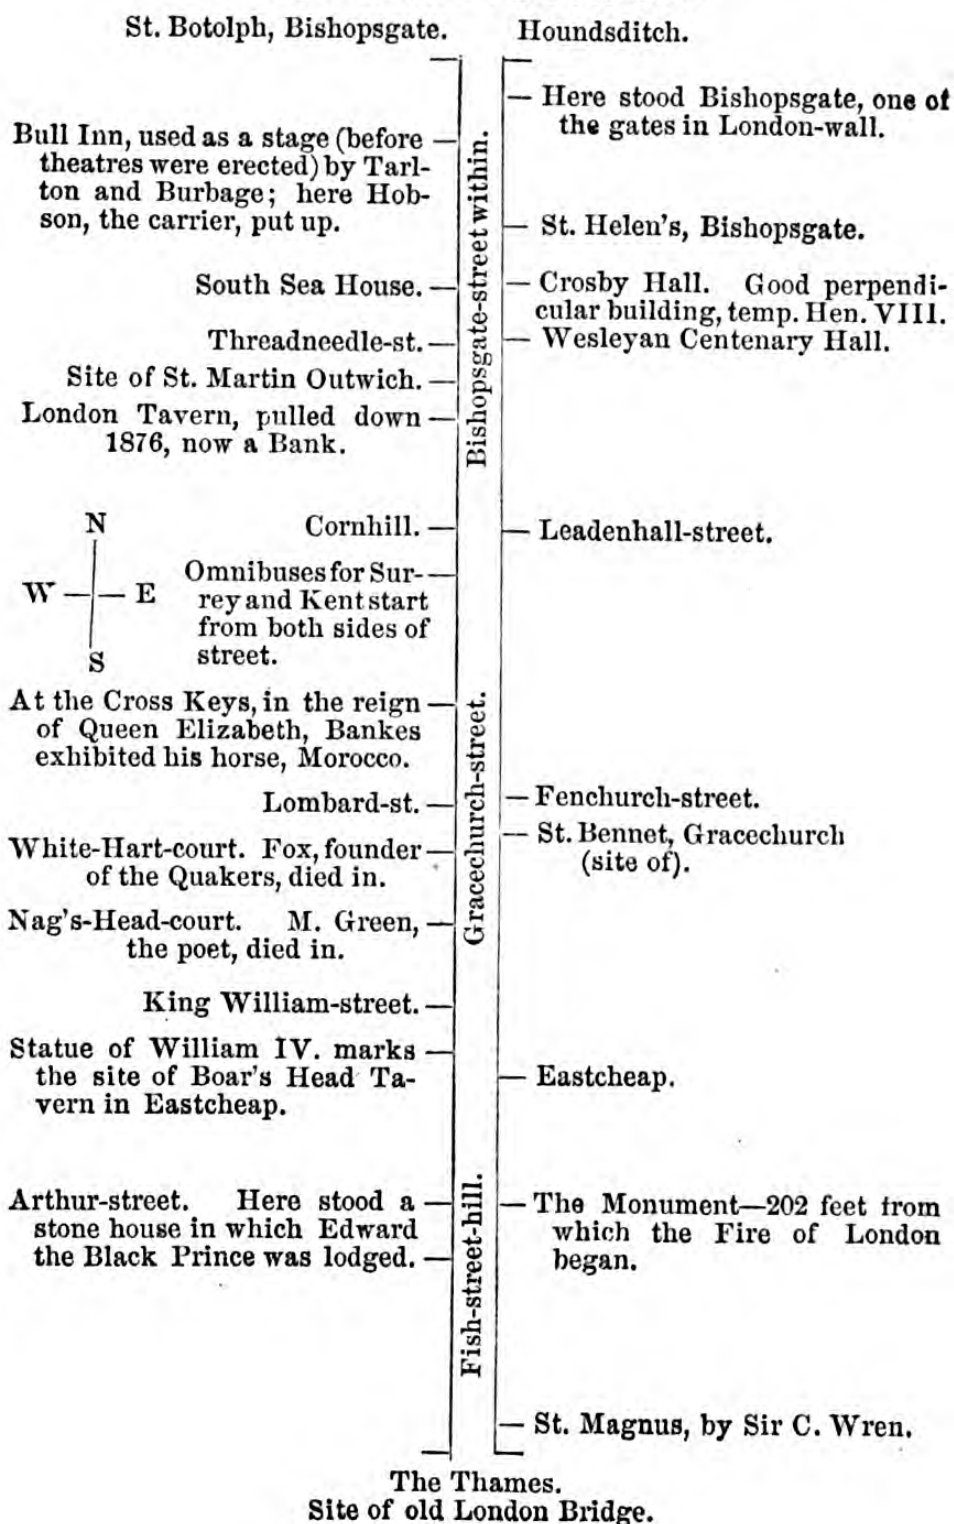 St. Botolph, Bishopsgate.
Houndsditch.
Bull Inn, used as a stage (before
theatres were erected) by Tarl-
ton and Burbage; here Hob-
son, the carrier, put up.
South Sea House.
Threadneedle-st.
Site of St. Martin Outwich.
London Tavern, pulled down
1876, now a Bank.
Cornhill.
N
W E
S
Omnibuses for Sur-
rey and Kent start
from both sides of
street.
At the Cross Keys, in the reign
of Queen Elizabeth, Bankes
exhibited his horse, Morocco.
Lombard-st.
White-Hart-court. Fox, founder
of the Quakers, died in.
Nag's-Head-court. M. Green,
the poet, died in.
King William-street.
Statue of William IV. marks
the site of Boar's Head Ta-
vern in Eastcheap.
Arthur-street. Here stood a
stone house in which Edward
the Black Prince was lodged.
Bishopsgate-street within.
Gracechurch-street.
Fish-street-hill.
Here stood Bishopsgate, one of
the gates in London-wall.
St. Helen's, Bishopsgate.
Crosby Hall. Good perpendi-
cular building, temp. Hen. VIII.
Wesleyan Centenary Hall.
Leadenhall-street.
Fenchurch-street.
St. Bennet, Gracechurch
(site of).
Eastcheap.
The Monument—202 feet from
which the Fire of London
began.
St. Magnus, by Sir C. Wren.
The Thames.
Site of old London Bridge.